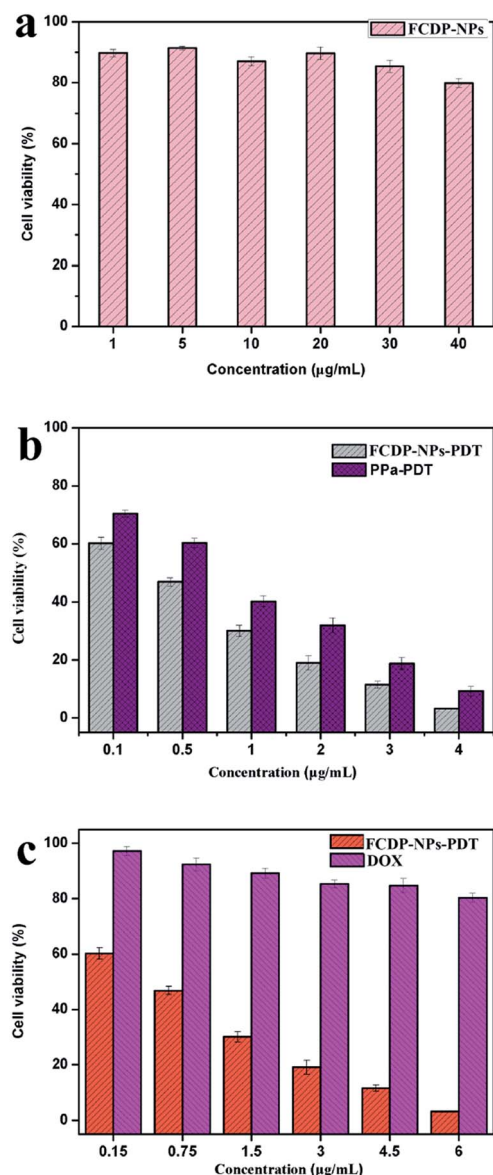 a
FCDP-NPs
100
80
60
40
20
0
Cell viability (%)
1 5 10 20 30 40
Concentration (µg/mL)
b
FCDP-NPs-PDT
PPa-PDT
100
80
60
40
20
0
Cell viability (%)
0.1 0.5 1 2 3 4
Concentration (µg/mL)
c
FCDP-NPs-PDT
DOX
100
80
60
40
20
0
Cell viability (%)
0.15 0.75 1.5 3 4.5 6
Concentration (µg/mL)